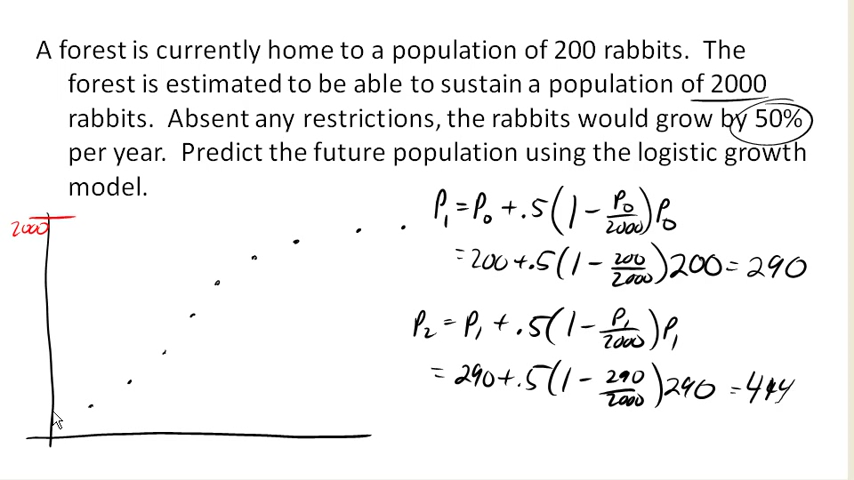 A forest is currently home to a population of 200 rabbits. The
forest is estimated to be able to sustain a population of 2000
rabbits. Absent any restrictions, the rabbits would grow by 50%
per year. Predict the future population using the logistic growth
model.
2000
P₁ = P₀ + .5(1 - P₀/2000)P₀
= 200 + .5(1 - 200/2000)200 = 290
P₂ = P₁ + .5(1 - P₁/2000)P₁
= 290 + .5(1 - 290/2000)290 = 414